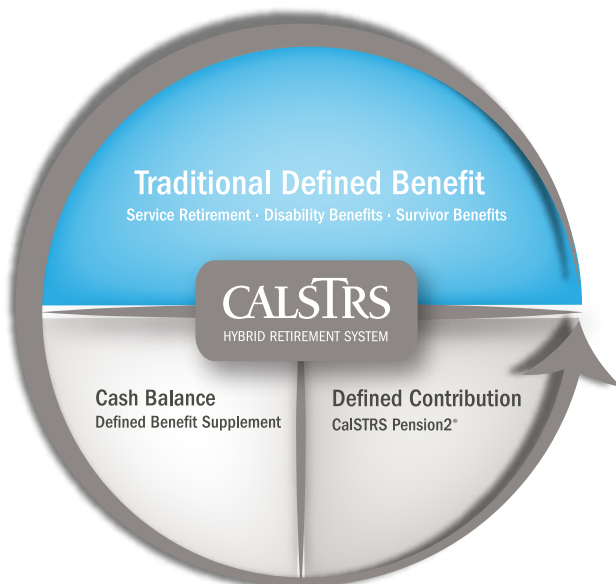 Traditional Defined Benefit
Service Retirement · Disability Benefits · Survivor Benefits
CALSTRS
HYBRID RETIREMENT SYSTEM
Cash Balance
Defined Benefit Supplement
Defined Contribution
CalSTRS Pension2®